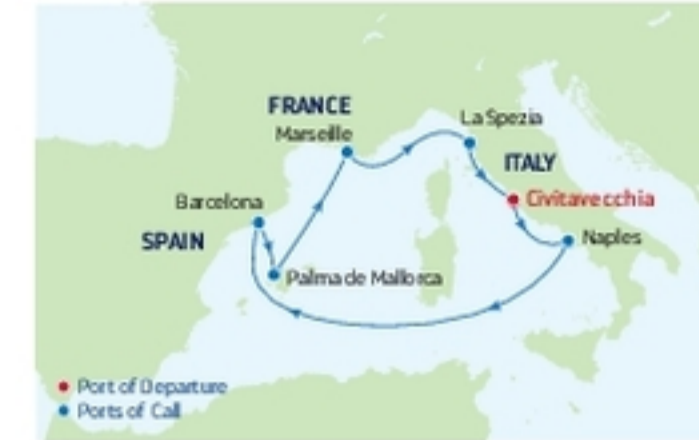 FRANCE
Marseille
La Spezia
ITALY
Civitavecchia
Barcelona
SPAIN
Naples
Palma de Mallorca
Port of Departure
Ports of Call